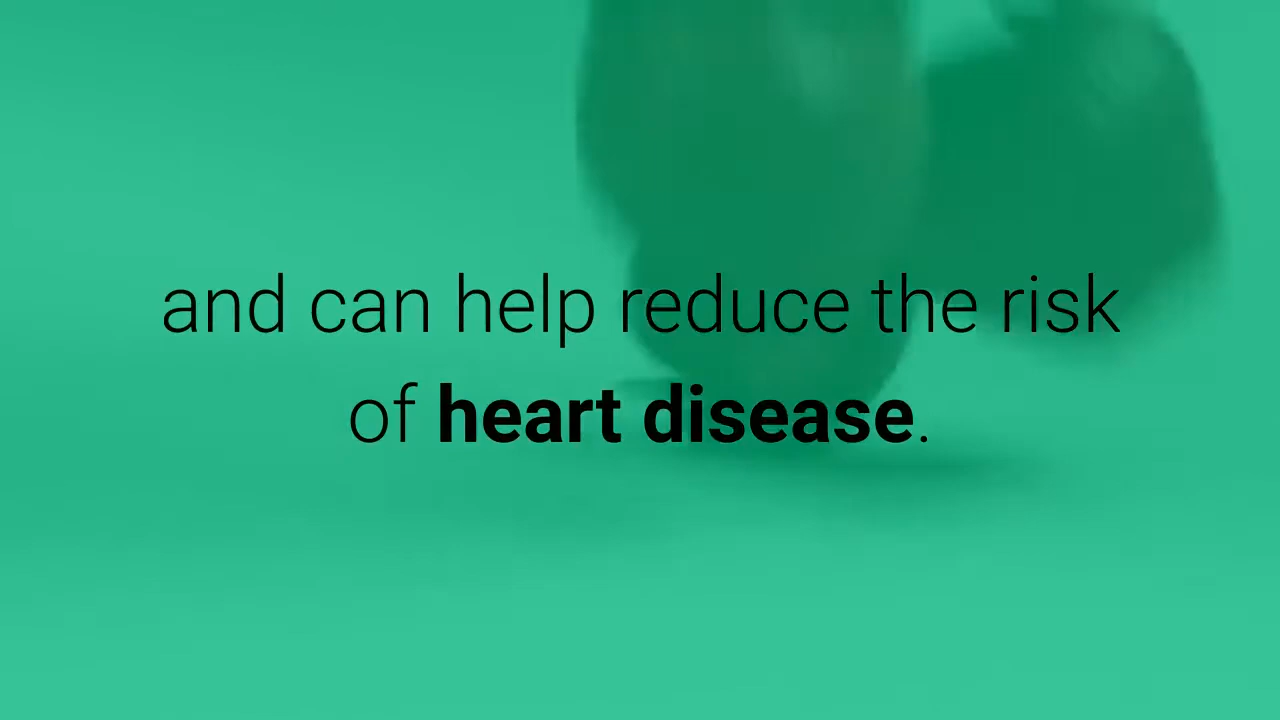 and can help reduce the risk
of heart disease.